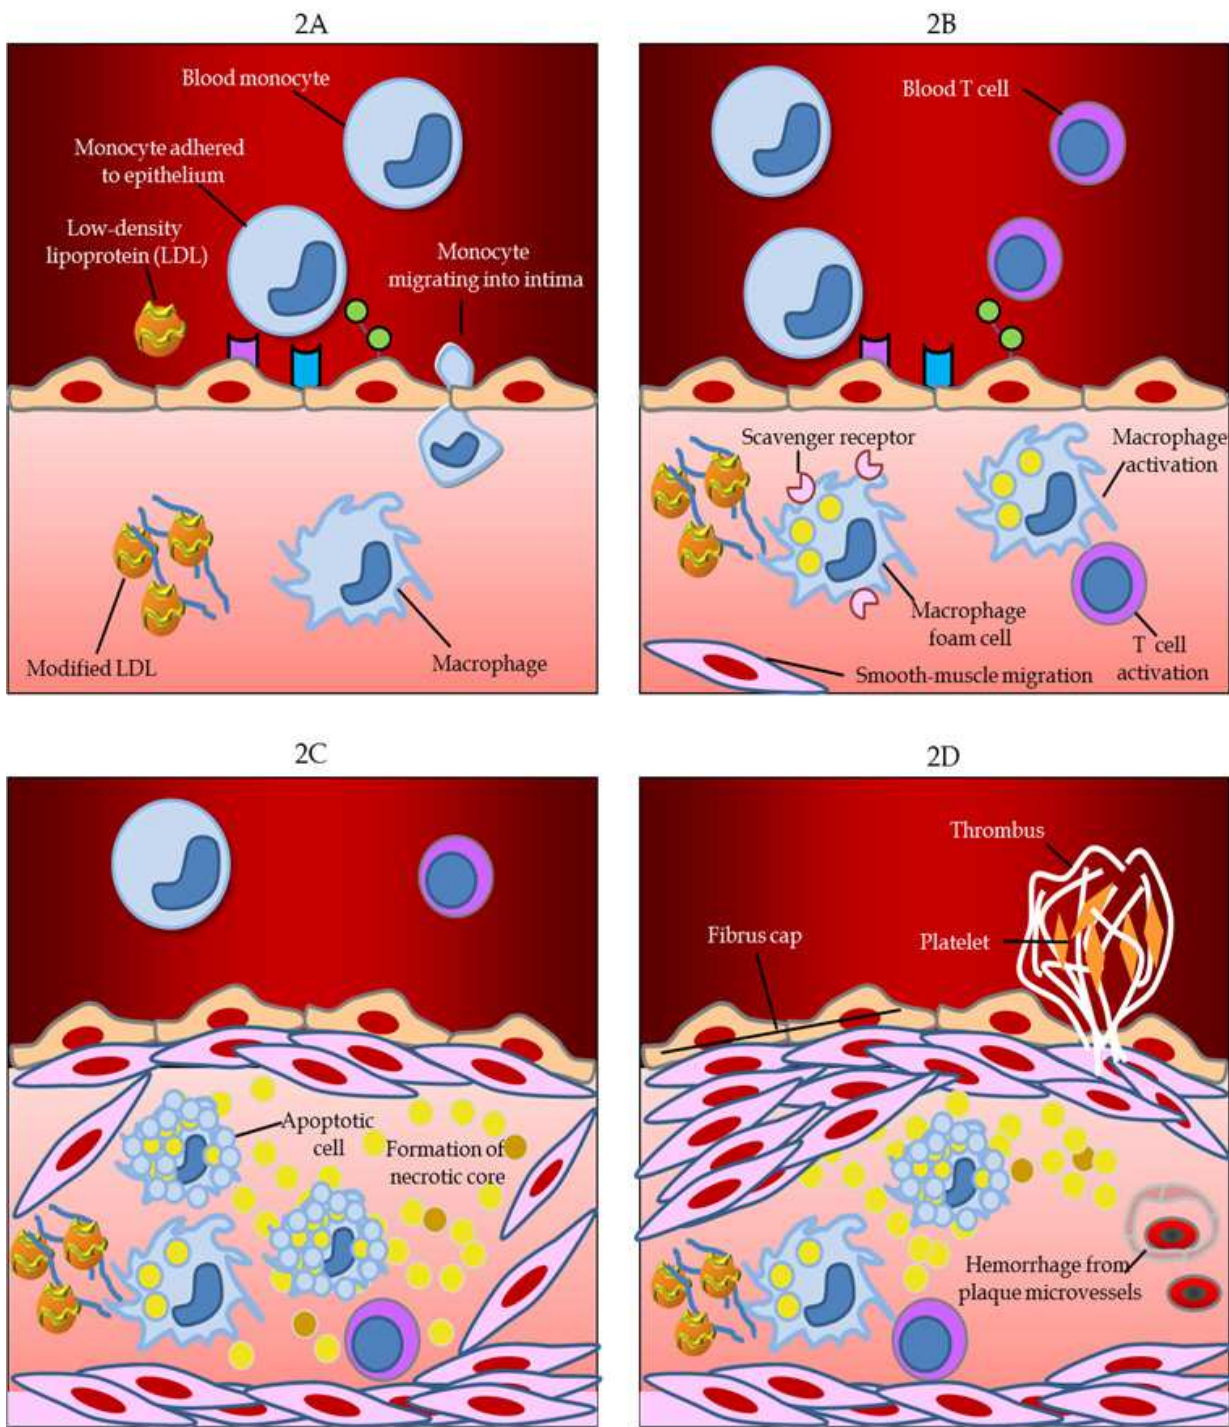 2A
Blood monocyte
Monocyte adhered
to epithelium
Low-density
lipoprotein (LDL)
Monocyte
migrating into intima
Modified LDL
Macrophage
2B
Blood T cell
Scavenger receptor
Macrophage
activation
Macrophage
foam cell
T cell
activation
Smooth-muscle migration
2C
Apoptotic
cell
Formation of
necrotic core
2D
Thrombus
Fibrus cap
Platelet
Hemorrhage from
plaque microvessels